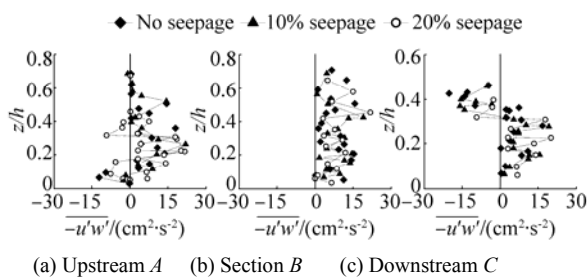 ◆ No seepage ▲ 10% seepage ○ 20% seepage
0.8 0.8 0.8
0.6 0.6 0.6
z/h 0.4 z/h 0.4 z/h 0.4
0.2 0.2 0.2
0 0 0
−30 −15 0 15 30 −30 −15 0 15 30 −30 −15 0 15 30
−u'w'/(cm²·s⁻²) −u'w'/(cm²·s⁻²) −u'w'/(cm²·s⁻²)
(a) Upstream A (b) Section B (c) Downstream C